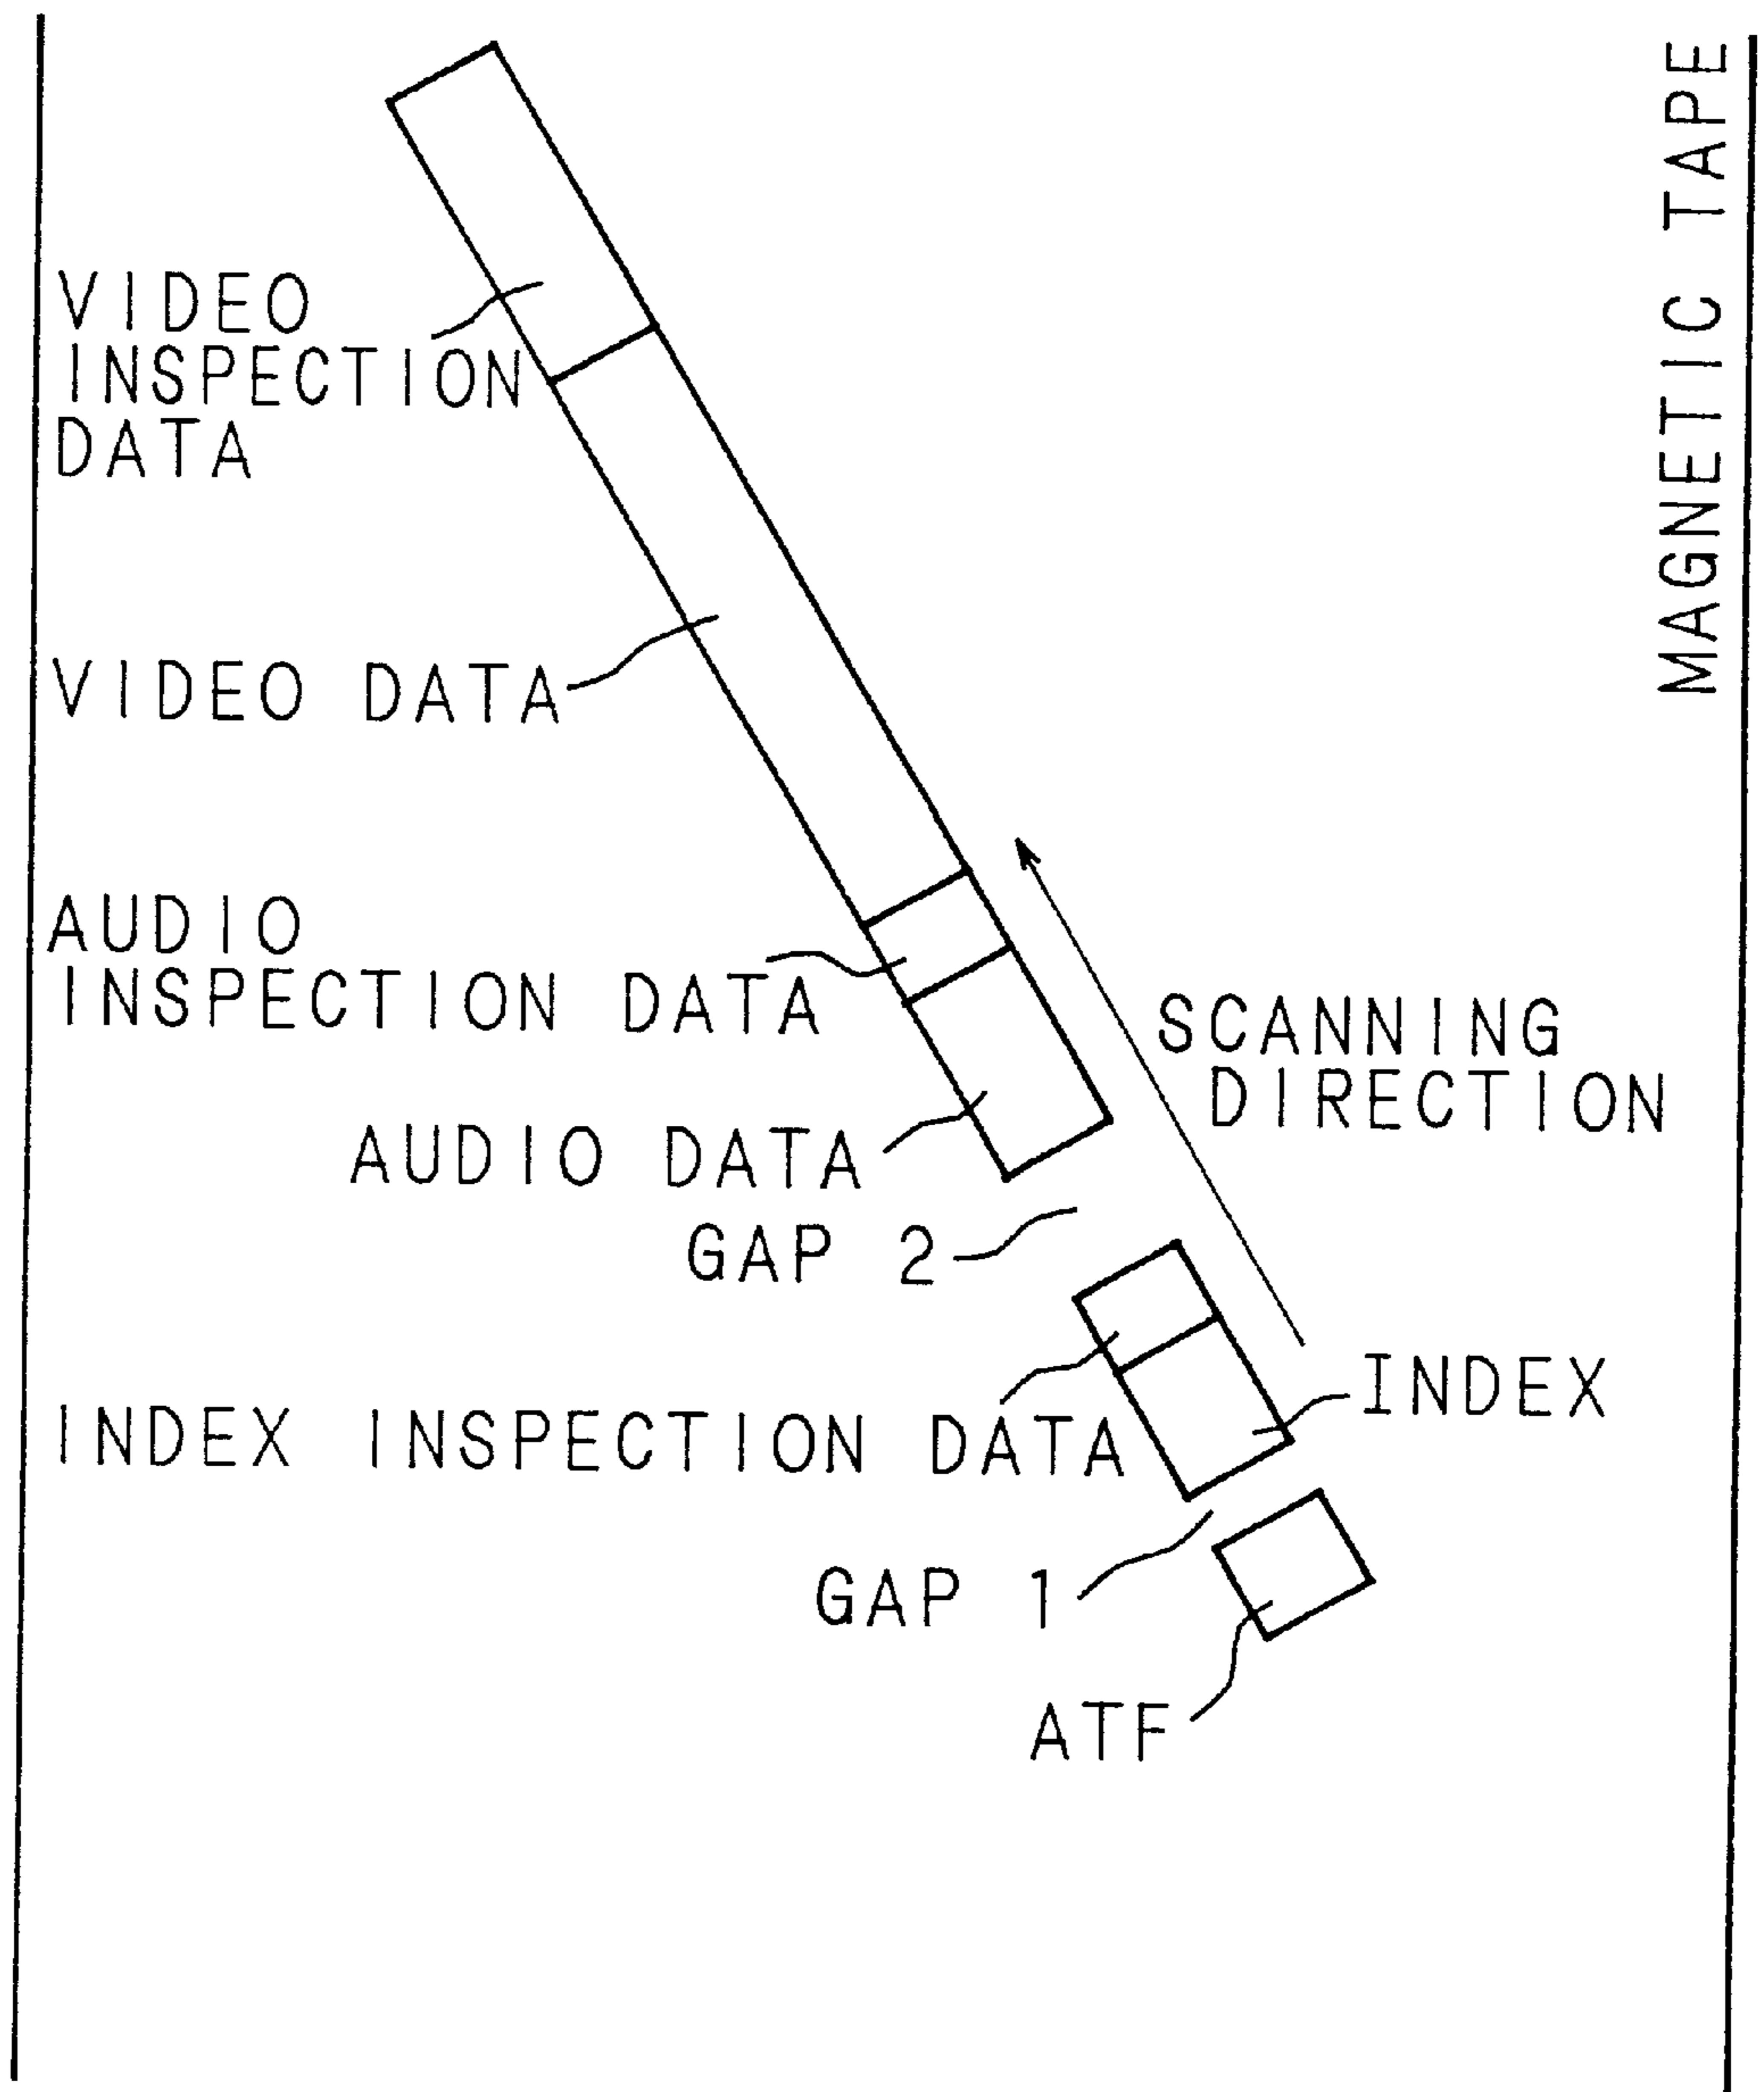 MAGNETIC TAPE
VIDEO
INSPECTION
DATA
VIDEO DATA
AUDIO
INSPECTION DATA
SCANNING
DIRECTION
AUDIO DATA
GAP 2
INDEX
INDEX INSPECTION DATA
GAP 1
ATF